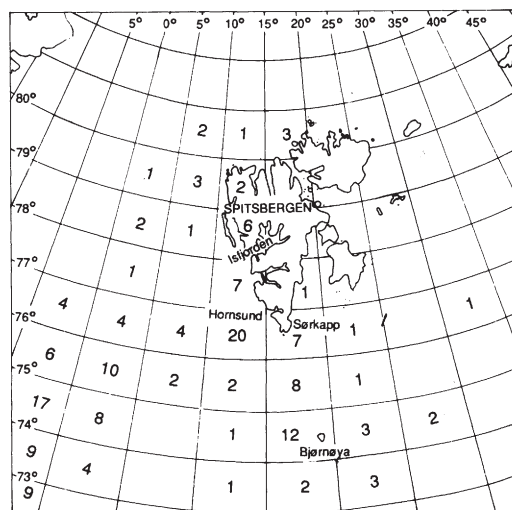 5° 0° 5° 10° 15° 20° 25° 30° 35° 45°
80°
2 1 3
79°
1 3 2
78°
SPITSBERGEN
2 1 6
Isfjorden
77°
1 7 1
76°
4 4 4 Hornsund 20 Sørkapp 7 1 1
75°
6 10 2 2 8 1
74°
17 8 1 12 3 2
Bjørnøya
73°
9 4 1 2 3
9